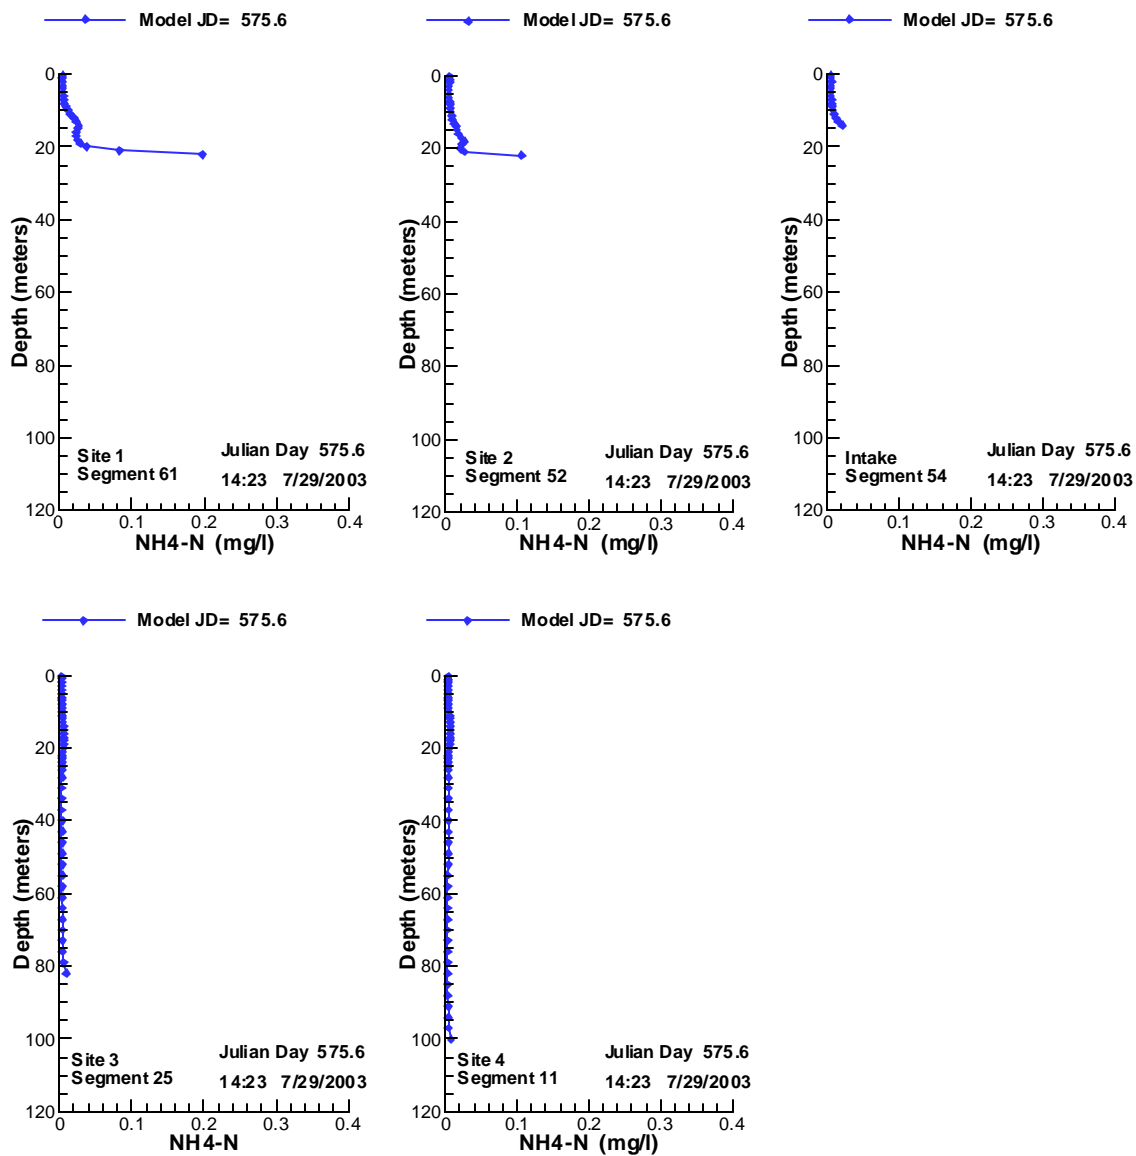 Model JD= 575.6
0
20
40
60
80
100
120
Depth (meters)
Site 1
Segment 61
Julian Day 575.6
14:23 7/29/2003
0 0.1 0.2 0.3 0.4
NH4-N (mg/l)
Model JD= 575.6
0
20
40
60
80
100
120
Depth (meters)
Site 2
Segment 52
Julian Day 575.6
14:23 7/29/2003
0 0.1 0.2 0.3 0.4
NH4-N (mg/l)
Model JD= 575.6
0
20
40
60
80
100
120
Depth (meters)
Intake
Segment 54
Julian Day 575.6
14:23 7/29/2003
0 0.1 0.2 0.3 0.4
NH4-N (mg/l)
Model JD= 575.6
0
20
40
60
80
100
120
Depth (meters)
Site 3
Segment 25
Julian Day 575.6
14:23 7/29/2003
0 0.1 0.2 0.3 0.4
NH4-N
Model JD= 575.6
0
20
40
60
80
100
120
Depth (meters)
Site 4
Segment 11
Julian Day 575.6
14:23 7/29/2003
0 0.1 0.2 0.3 0.4
NH4-N (mg/l)